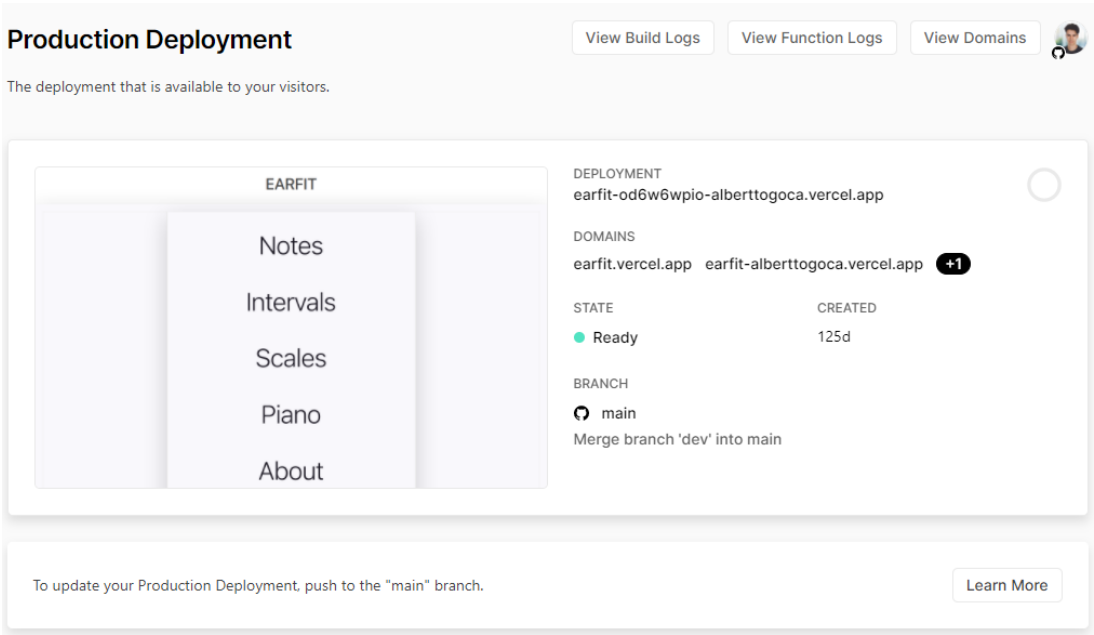 Production Deployment
View Build Logs
View Function Logs
View Domains
The deployment that is available to your visitors.
EARFIT
Notes
Intervals
Scales
Piano
About
DEPLOYMENT
earfit-od6w6wpio-alberttogoca.vercel.app
DOMAINS
earfit.vercel.app earfit-alberttogoca.vercel.app +1
STATE
Ready
CREATED
125d
BRANCH
main
Merge branch 'dev' into main
To update your Production Deployment, push to the "main" branch.
Learn More